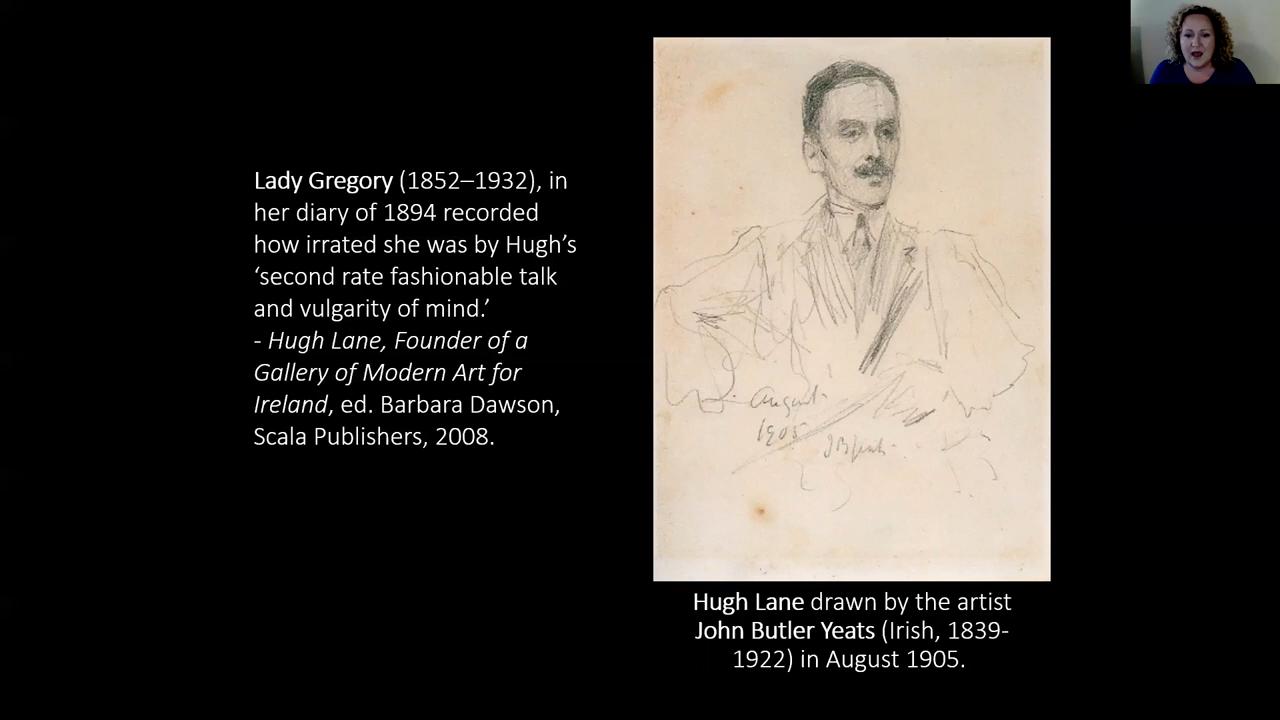 Lady Gregory (1852–1932), in
her diary of 1894 recorded
how irrated she was by Hugh’s
‘second rate fashionable talk
and vulgarity of mind.’
- Hugh Lane, Founder of a
Gallery of Modern Art for
Ireland, ed. Barbara Dawson,
Scala Publishers, 2008.
August
1905
Hugh Lane drawn by the artist
John Butler Yeats (Irish, 1839-
1922) in August 1905.